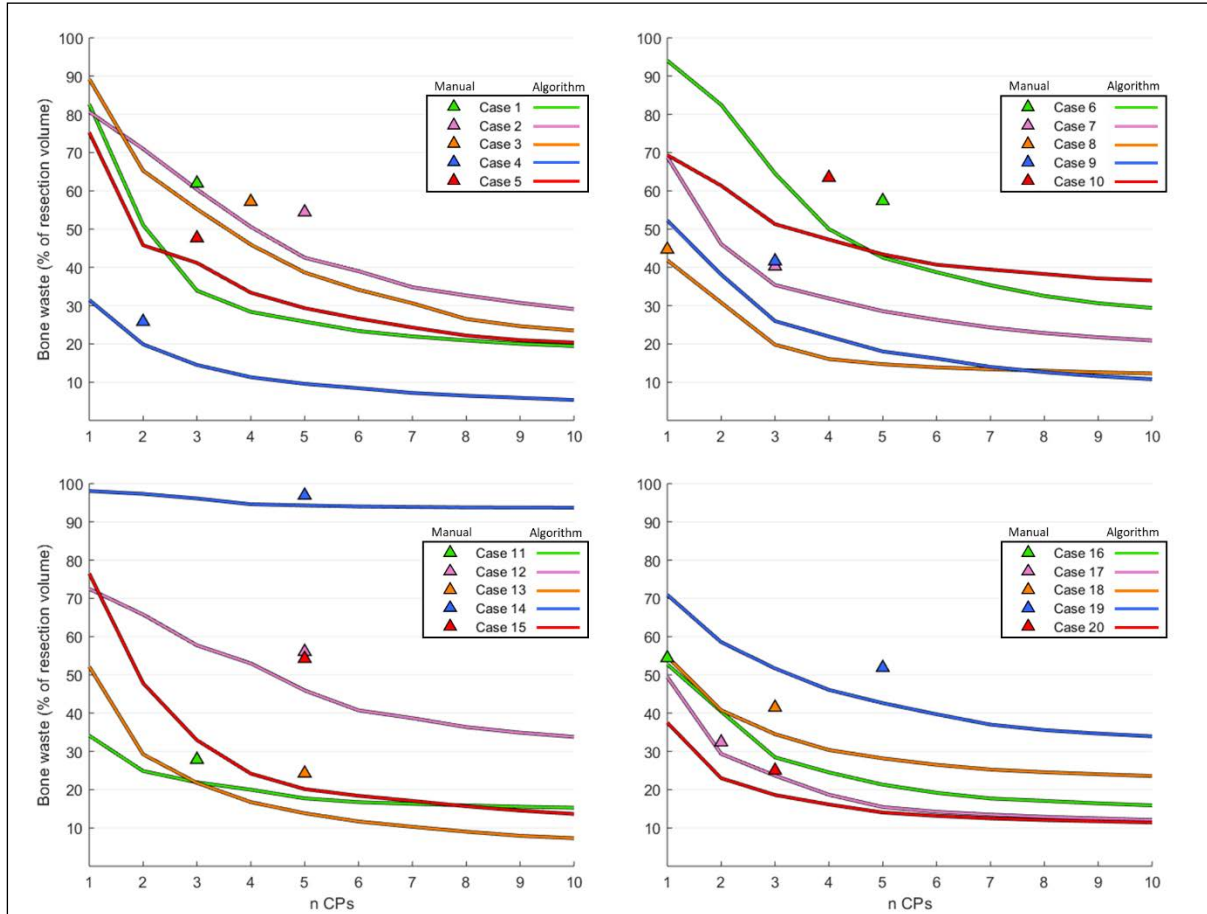 Bone waste (% of resection volume)
100
90
80
70
60
50
40
30
20
10
1 2 3 4 5 6 7 8 9 10
Manual Algorithm
Case 1
Case 2
Case 3
Case 4
Case 5
100
90
80
70
60
50
40
30
20
10
1 2 3 4 5 6 7 8 9 10
Manual Algorithm
Case 6
Case 7
Case 8
Case 9
Case 10
Bone waste (% of resection volume)
100
90
80
70
60
50
40
30
20
10
1 2 3 4 5 6 7 8 9 10
n CPs
Manual Algorithm
Case 11
Case 12
Case 13
Case 14
Case 15
100
90
80
70
60
50
40
30
20
10
1 2 3 4 5 6 7 8 9 10
n CPs
Manual Algorithm
Case 16
Case 17
Case 18
Case 19
Case 20